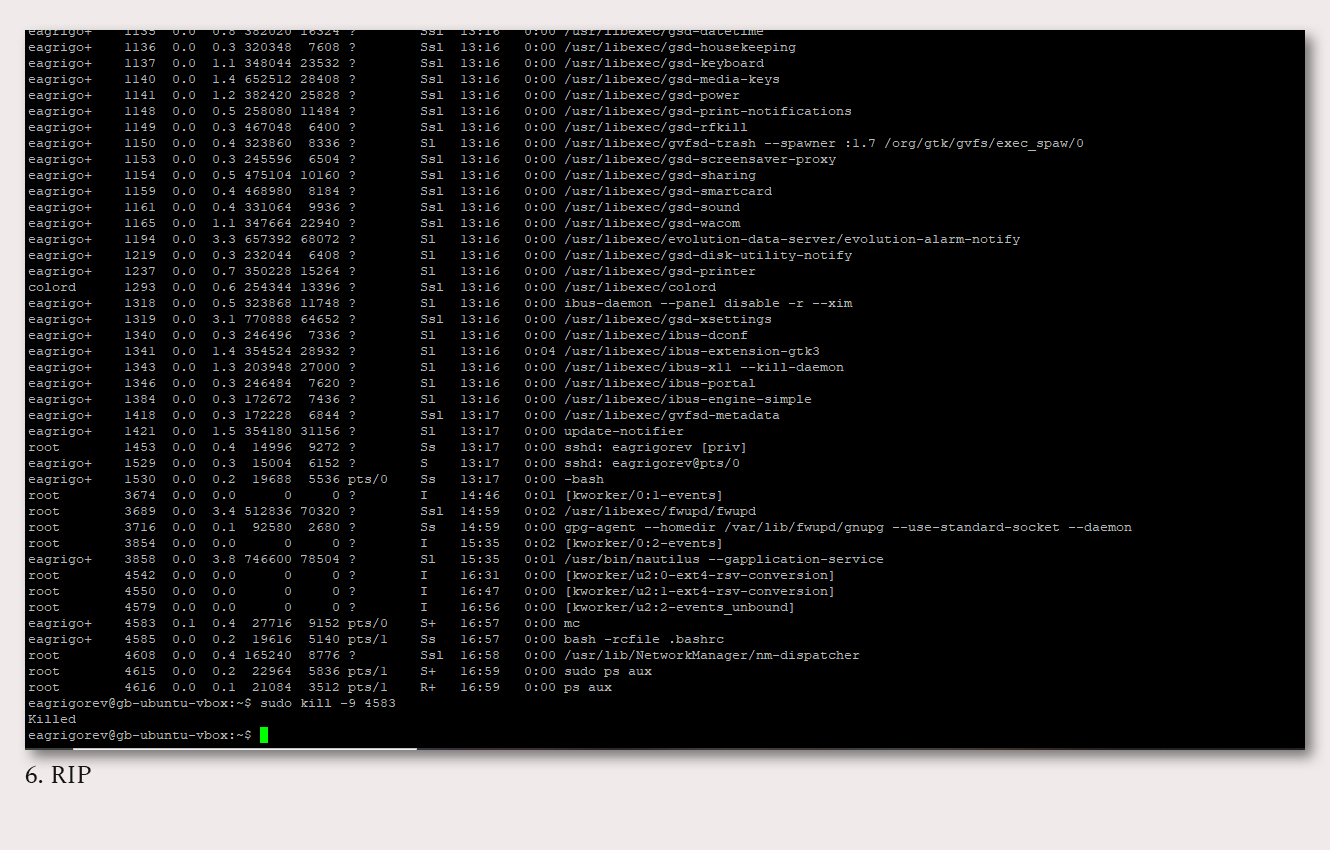 eagrigo+    1135  0.0  0.8 382020 16324 ?        Ssl  13:16   0:00 /usr/libexec/gsd-datetime
eagrigo+    1136  0.0  0.3 320348  7608 ?        Ssl  13:16   0:00 /usr/libexec/gsd-housekeeping
eagrigo+    1137  0.0  1.1 348044 23532 ?        Ssl  13:16   0:00 /usr/libexec/gsd-keyboard
eagrigo+    1140  0.0  1.4 652512 28408 ?        Ssl  13:16   0:00 /usr/libexec/gsd-media-keys
eagrigo+    1141  0.0  1.2 382420 25828 ?        Ssl  13:16   0:00 /usr/libexec/gsd-power
eagrigo+    1148  0.0  0.5 258080 11484 ?        Ssl  13:16   0:00 /usr/libexec/gsd-print-notifications
eagrigo+    1149  0.0  0.3 467048  6400 ?        Ssl  13:16   0:00 /usr/libexec/gsd-rfkill
eagrigo+    1150  0.0  0.4 323860  8336 ?        Sl   13:16   0:00 /usr/libexec/gvfsd-trash --spawner :1.7 /org/gtk/gvfs/exec_spaw/0
eagrigo+    1153  0.0  0.3 245596  6504 ?        Ssl  13:16   0:00 /usr/libexec/gsd-screensaver-proxy
eagrigo+    1154  0.0  0.5 475104 10160 ?        Ssl  13:16   0:00 /usr/libexec/gsd-sharing
eagrigo+    1159  0.0  0.4 468980  8184 ?        Ssl  13:16   0:00 /usr/libexec/gsd-smartcard
eagrigo+    1161  0.0  0.4 331064  9936 ?        Ssl  13:16   0:00 /usr/libexec/gsd-sound
eagrigo+    1165  0.0  1.1 347664 22940 ?        Ssl  13:16   0:00 /usr/libexec/gsd-wacom
eagrigo+    1194  0.0  3.3 657392 68072 ?        Sl   13:16   0:00 /usr/libexec/evolution-data-server/evolution-alarm-notify
eagrigo+    1219  0.0  0.3 232044  6408 ?        Sl   13:16   0:00 /usr/libexec/gsd-disk-utility-notify
eagrigo+    1237  0.0  0.7 350228 15264 ?        Sl   13:16   0:00 /usr/libexec/gsd-printer
colord      1293  0.0  0.6 254344 13396 ?        Ssl  13:16   0:00 /usr/libexec/colord
eagrigo+    1318  0.0  0.5 323868 11748 ?        Sl   13:16   0:00 ibus-daemon --panel disable -r --xim
eagrigo+    1319  0.0  3.1 770888 64652 ?        Ssl  13:16   0:00 /usr/libexec/gsd-xsettings
eagrigo+    1340  0.0  0.3 246496  7336 ?        Sl   13:16   0:00 /usr/libexec/ibus-dconf
eagrigo+    1341  0.0  1.4 354524 28932 ?        Sl   13:16   0:04 /usr/libexec/ibus-extension-gtk3
eagrigo+    1343  0.0  1.3 203948 27000 ?        Sl   13:16   0:00 /usr/libexec/ibus-x11 --kill-daemon
eagrigo+    1346  0.0  0.3 246484  7620 ?        Sl   13:16   0:00 /usr/libexec/ibus-portal
eagrigo+    1384  0.0  0.3 172672  7436 ?        Sl   13:16   0:00 /usr/libexec/ibus-engine-simple
eagrigo+    1418  0.0  0.3 172228  6844 ?        Ssl  13:17   0:00 /usr/libexec/gvfsd-metadata
eagrigo+    1421  0.0  1.5 354180 31156 ?        Sl   13:17   0:00 update-notifier
root        1453  0.0  0.4  14996  9272 ?        Ss   13:17   0:00 sshd: eagrigorev [priv]
eagrigo+    1529  0.0  0.3  15004  6152 ?        S    13:17   0:00 sshd: eagrigorev@pts/0
eagrigo+    1530  0.0  0.2  19688  5536 pts/0    Ss   13:17   0:00 -bash
root        3674  0.0  0.0      0     0 ?        I    14:46   0:01 [kworker/0:1-events]
root        3689  0.0  3.4 512836 70320 ?        Ssl  14:59   0:02 /usr/libexec/fwupd/fwupd
root        3716  0.0  0.1  92580  2680 ?        Ss   14:59   0:00 gpg-agent --homedir /var/lib/fwupd/gnupg --use-standard-socket --daemon
root        3854  0.0  0.0      0     0 ?        I    15:35   0:02 [kworker/0:2-events]
eagrigo+    3858  0.0  3.8 746600 78504 ?        Sl   15:35   0:01 /usr/bin/nautilus --gapplication-service
root        4542  0.0  0.0      0     0 ?        I    16:31   0:00 [kworker/u2:0-ext4-rsv-conversion]
root        4550  0.0  0.0      0     0 ?        I    16:47   0:00 [kworker/u2:1-ext4-rsv-conversion]
root        4579  0.0  0.0      0     0 ?        I    16:56   0:00 [kworker/u2:2-events_unbound]
eagrigo+    4583  0.1  0.4  27716  9152 pts/0    S+   16:57   0:00 mc
eagrigo+    4585  0.0  0.2  19616  5140 pts/1    Ss   16:57   0:00 bash -rcfile .bashrc
root        4608  0.0  0.4 165240  8776 ?        Ssl  16:58   0:00 /usr/lib/NetworkManager/nm-dispatcher
root        4615  0.0  0.2  22964  5836 pts/1    S+   16:59   0:00 sudo ps aux
root        4616  0.0  0.1  21084  3512 pts/1    R+   16:59   0:00 ps aux
eagrigorev@gb-ubuntu-vbox:~$ sudo kill -9 4583
Killed
eagrigorev@gb-ubuntu-vbox:~$
6. RIP